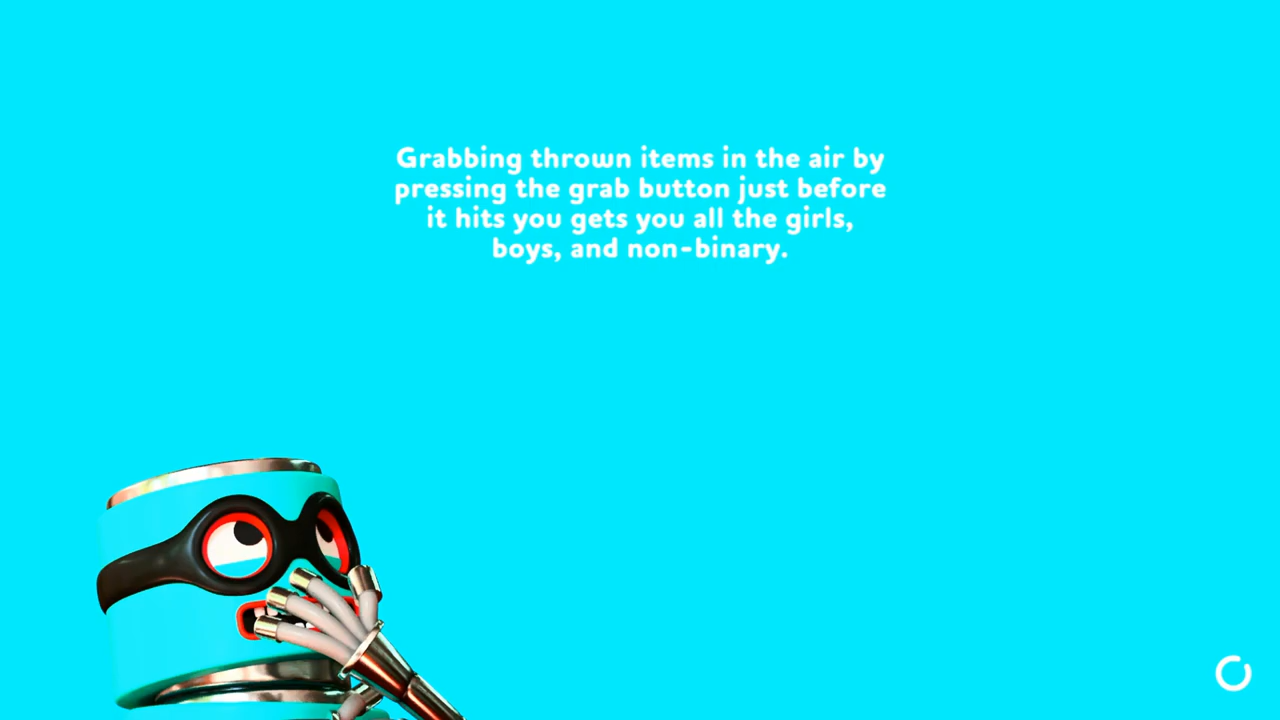 Grabbing thrown items in the air by
pressing the grab button just before
it hits you gets you all the girls,
boys, and non-binary.